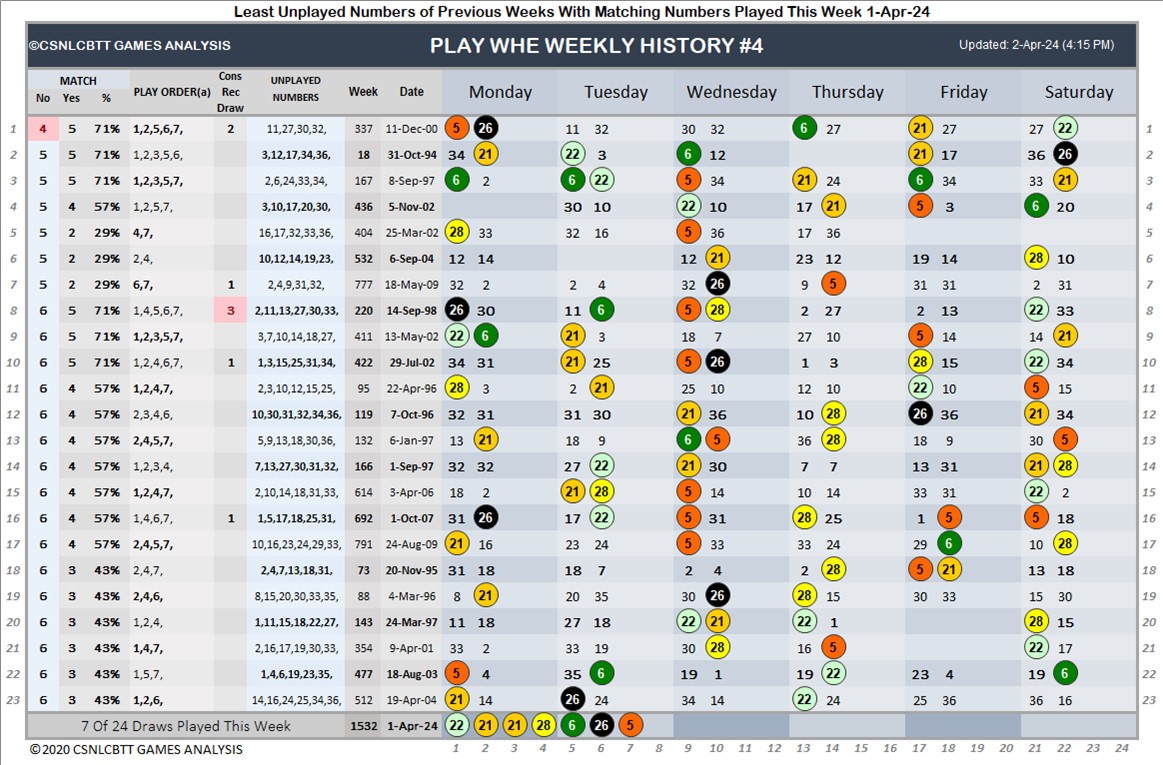 Least Unplayed Numbers of Previous Weeks With Matching Numbers Played This Week 1-Apr-24
©CSNLCBTT GAMES ANALYSIS PLAY WHE WEEKLY HISTORY #4 Updated: 2-Apr-24 (4:15 PM)
MATCH PLAY ORDER(a) Cons Rec Draw UNPLAYED NUMBERS Week Date Monday Tuesday Wednesday Thursday Friday Saturday
No Yes %
1 4 5 71% 1,2,5,6,7, 2 11,27,30,32, 337 11-Dec-00 5 26 11 32 30 32 6 27 21 27 27 22 1
2 5 5 71% 1,2,3,5,6, 3,12,17,34,36, 18 31-Oct-94 34 21 22 3 6 12 21 17 36 26 2
3 5 5 71% 1,2,3,5,7, 2,6,24,33,34, 167 8-Sep-97 6 2 6 22 5 34 21 24 6 34 33 21 3
4 5 4 57% 1,2,5,7, 3,10,17,20,30, 436 5-Nov-02 30 10 22 10 17 21 5 3 6 20 4
5 5 2 29% 4,7, 16,17,32,33,36, 404 25-Mar-02 28 33 32 16 5 36 17 36 5
6 5 2 29% 2,4, 10,12,14,19,23, 532 6-Sep-04 12 14 12 21 23 12 19 14 28 10 6
7 5 2 29% 6,7, 1 2,4,9,31,32, 777 18-May-09 32 2 2 4 32 26 9 5 31 31 2 31 7
8 6 5 71% 1,4,5,6,7, 3 2,11,13,27,30,33, 220 14-Sep-98 26 30 11 6 5 28 2 27 2 13 22 33 8
9 6 5 71% 1,2,3,5,7, 3,7,10,14,18,27, 411 13-May-02 22 6 21 3 18 7 27 10 5 14 14 21 9
10 6 5 71% 1,2,4,6,7, 1 1,3,15,25,31,34, 422 29-Jul-02 34 31 21 25 5 26 1 3 28 15 22 34 10
11 6 4 57% 1,2,4,7, 2,3,10,12,15,25, 95 22-Apr-96 28 3 2 21 25 10 12 10 22 10 5 15 11
12 6 4 57% 2,3,4,6, 10,30,31,32,34,36, 119 7-Oct-96 32 31 31 30 21 36 10 28 26 36 21 34 12
13 6 4 57% 2,4,5,7, 5,9,13,18,30,36, 132 6-Jan-97 13 21 18 9 6 5 36 28 18 9 30 5 13
14 6 4 57% 1,2,3,4, 7,13,27,30,31,32, 166 1-Sep-97 32 32 27 22 21 30 7 7 13 31 21 28 14
15 6 4 57% 1,2,4,7, 2,10,14,18,31,33, 614 3-Apr-06 18 2 21 28 5 14 10 14 33 31 22 2 15
16 6 4 57% 1,4,6,7, 1 1,5,17,18,25,31, 692 1-Oct-07 31 26 17 22 5 31 28 25 1 5 5 18 16
17 6 4 57% 2,4,5,7, 10,16,23,24,29,33, 791 24-Aug-09 21 16 23 24 5 33 33 24 29 6 10 28 17
18 6 3 43% 2,4,7, 2,4,7,13,18,31, 73 20-Nov-95 31 18 18 7 2 4 2 28 5 21 13 18 18
19 6 3 43% 2,4,6, 8,15,20,30,33,35, 88 4-Mar-96 8 21 20 35 30 26 28 15 30 33 15 30 19
20 6 3 43% 1,2,4, 1,11,15,18,22,27, 143 24-Mar-97 11 18 27 18 22 21 22 1 28 15 20
21 6 3 43% 1,4,7, 2,16,17,19,30,33, 354 9-Apr-01 33 2 33 19 30 28 16 5 22 17 21
22 6 3 43% 1,5,7, 1,4,6,19,23,35, 477 18-Aug-03 5 4 35 6 19 1 19 22 23 4 22 6 22
23 6 3 43% 1,2,6, 14,16,24,25,34,36, 512 19-Apr-04 21 14 26 24 34 14 22 24 25 36 36 16 23
7 Of 24 Draws Played This Week 1532 1-Apr-24 22 21 21 28 6 26 5
© 2020 CSNLCBTT GAMES ANALYSIS 1 2 3 4 5 6 7 8 9 10 11 12 13 14 15 16 17 18 19 20 21 22 23 24